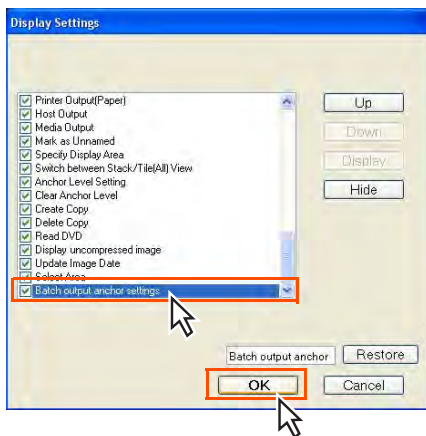 Display Settings
Printer Output(Paper)
Host Output
Media Output
Mark as Unnamed
Specify Display Area
Switch between Stack/Tile(All) View
Anchor Level Setting
Clear Anchor Level
Create Copy
Delete Copy
Read DVD
Display uncompressed image
Update Image Date
Select Area
Batch output anchor settings
Up
Down
Display
Hide
Batch output anchor
Restore
OK
Cancel